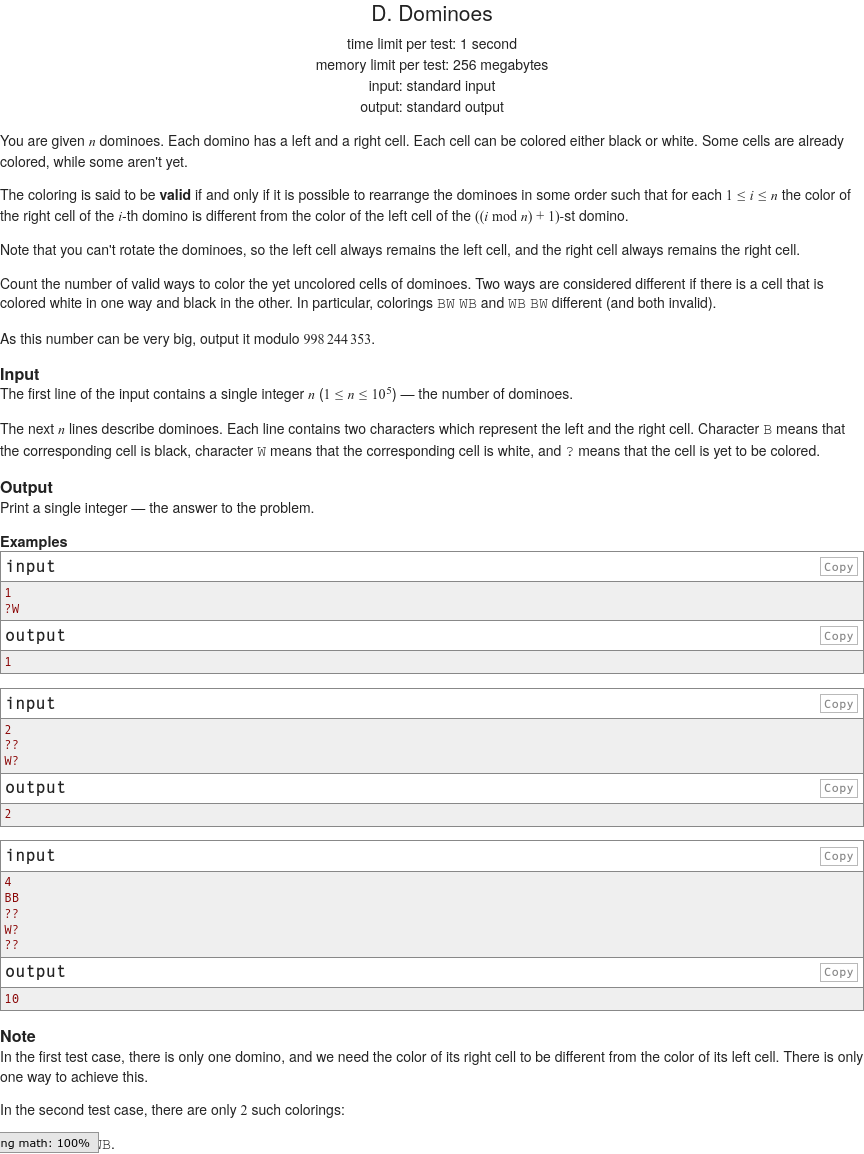 D. Dominoes
time limit per test: 1 second
memory limit per test: 256 megabytes
input: standard input
output: standard output
You are given n dominoes. Each domino has a left and a right cell. Each cell can be colored either black or white. Some cells are already
colored, while some aren't yet.
The coloring is said to be valid if and only if it is possible to rearrange the dominoes in some order such that for each 1 ≤ i ≤ n the color of
the right cell of the i-th domino is different from the color of the left cell of the ((i mod n) + 1)-st domino.
Note that you can't rotate the dominoes, so the left cell always remains the left cell, and the right cell always remains the right cell.
Count the number of valid ways to color the yet uncolored cells of dominoes. Two ways are considered different if there is a cell that is
colored white in one way and black in the other. In particular, colorings BW WB and WB BW different (and both invalid).
As this number can be very big, output it modulo 998 244 353.
Input
The first line of the input contains a single integer n (1 ≤ n ≤ 10⁵) — the number of dominoes.
The next n lines describe dominoes. Each line contains two characters which represent the left and the right cell. Character B means that
the corresponding cell is black, character W means that the corresponding cell is white, and ? means that the cell is yet to be colored.
Output
Print a single integer — the answer to the problem.
Examples
input Copy
1
?W
output Copy
1
input Copy
2
??
W?
output Copy
2
input Copy
4
BB
??
W?
??
output Copy
10
Note
In the first test case, there is only one domino, and we need the color of its right cell to be different from the color of its left cell. There is only
one way to achieve this.
In the second test case, there are only 2 such colorings:
ng math: 100% B.